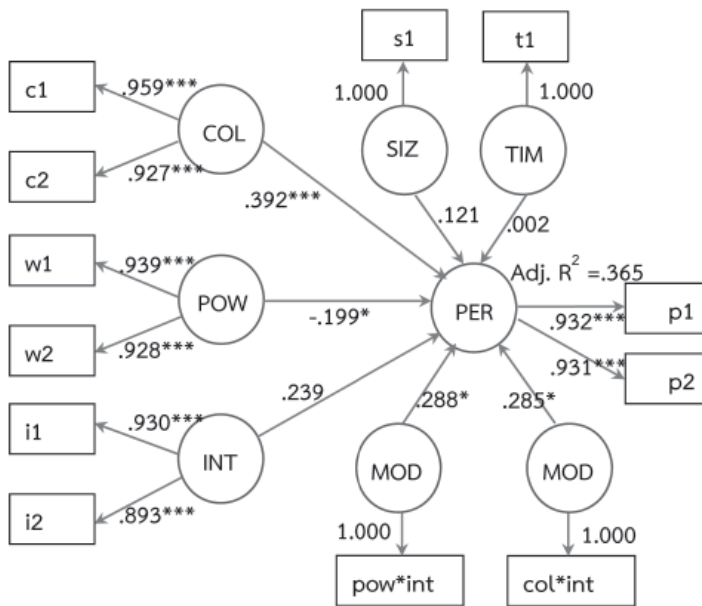 s1
t1
c1
.959***
1.000
1.000
COL
SIZ
TIM
c2
.927***
.392***
.121
.002
w1
.939***
Adj. R² =.365
POW
-.199*
PER
.932***
p1
w2
.928***
.931***
p2
.239
.288*
.285*
i1
.930***
INT
MOD
MOD
i2
.893***
1.000
1.000
pow*int
col*int